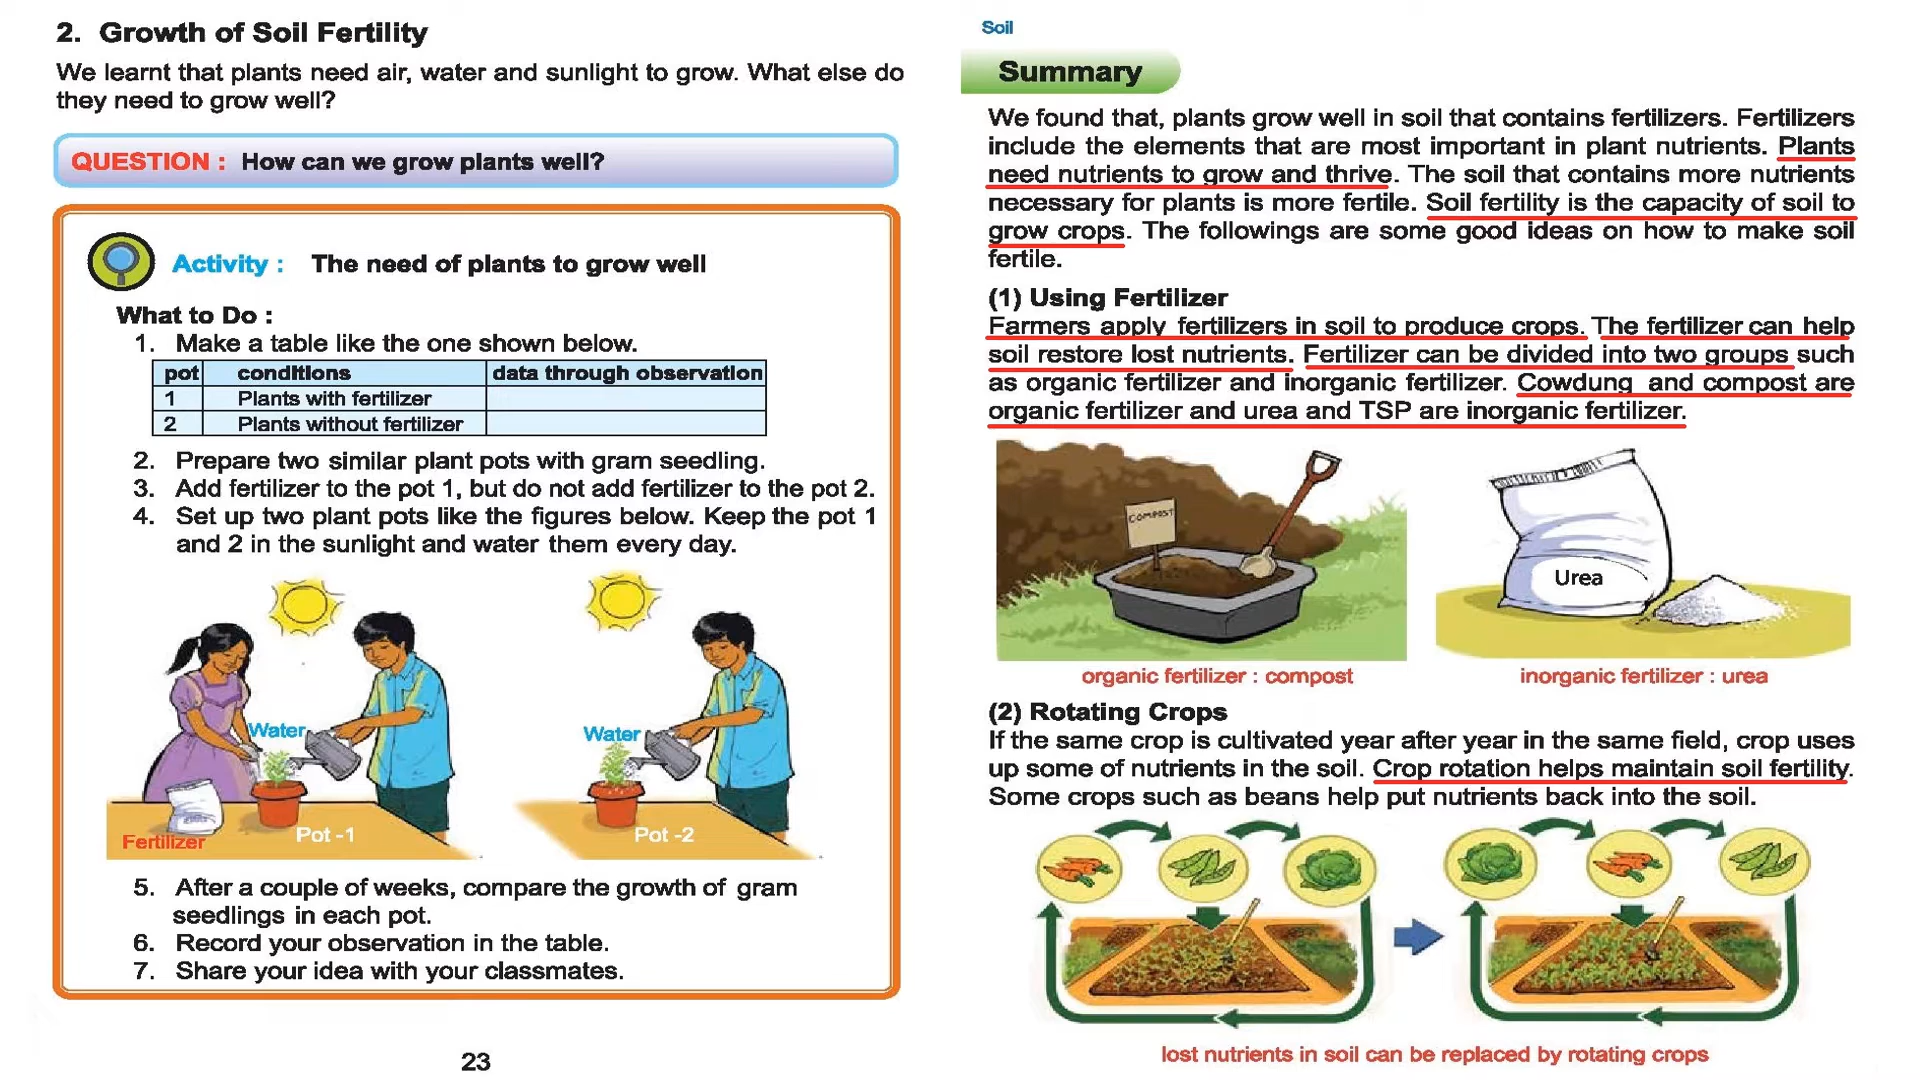 2. Growth of Soil Fertility
We learnt that plants need air, water and sunlight to grow. What else do
they need to grow well?
QUESTION : How can we grow plants well?
Activity : The need of plants to grow well
What to Do :
1. Make a table like the one shown below.
pot conditions data through observation
1 Plants with fertilizer
2 Plants without fertilizer
2. Prepare two similar plant pots with gram seedling.
3. Add fertilizer to the pot 1, but do not add fertilizer to the pot 2.
4. Set up two plant pots like the figures below. Keep the pot 1
and 2 in the sunlight and water them every day.
Water
Water
Fertilizer
Pot -1
Pot -2
5. After a couple of weeks, compare the growth of gram
seedlings in each pot.
6. Record your observation in the table.
7. Share your idea with your classmates.
23
Soil
Summary
We found that, plants grow well in soil that contains fertilizers. Fertilizers
include the elements that are most important in plant nutrients. Plants
need nutrients to grow and thrive. The soil that contains more nutrients
necessary for plants is more fertile. Soil fertility is the capacity of soil to
grow crops. The followings are some good ideas on how to make soil
fertile.
(1) Using Fertilizer
Farmers apply fertilizers in soil to produce crops. The fertilizer can help
soil restore lost nutrients. Fertilizer can be divided into two groups such
as organic fertilizer and inorganic fertilizer. Cowdung and compost are
organic fertilizer and urea and TSP are inorganic fertilizer.
COMPOST
Urea
organic fertilizer : compost
inorganic fertilizer : urea
(2) Rotating Crops
If the same crop is cultivated year after year in the same field, crop uses
up some of nutrients in the soil. Crop rotation helps maintain soil fertility.
Some crops such as beans help put nutrients back into the soil.
lost nutrients in soil can be replaced by rotating crops